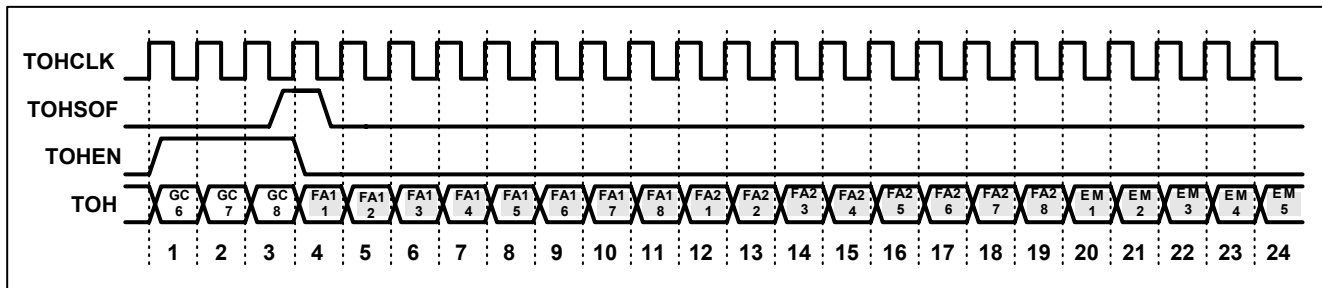 TOHCLK
TOHSOF
TOHEN
TOH
GC 6
GC 7
GC 8
FA1 1
FA1 2
FA1 3
FA1 4
FA1 5
FA1 6
FA1 7
FA1 8
FA2 1
FA2 2
FA2 3
FA2 4
FA2 5
FA2 6
FA2 7
FA2 8
EM 1
EM 2
EM 3
EM 4
EM 5
1 2 3 4 5 6 7 8 9 10 11 12 13 14 15 16 17 18 19 20 21 22 23 24